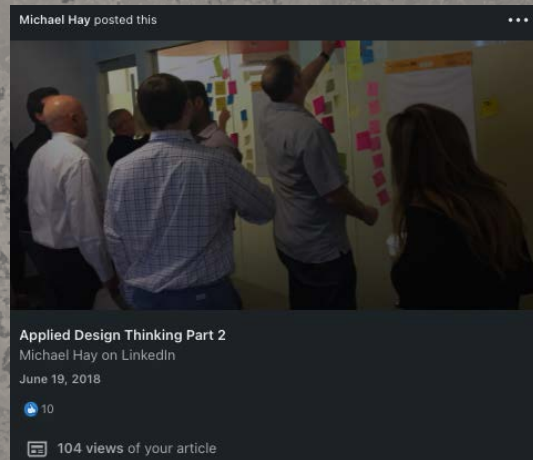 Michael Hay posted this
Applied Design Thinking Part 2
Michael Hay on LinkedIn
June 19, 2018
10
104 views of your article